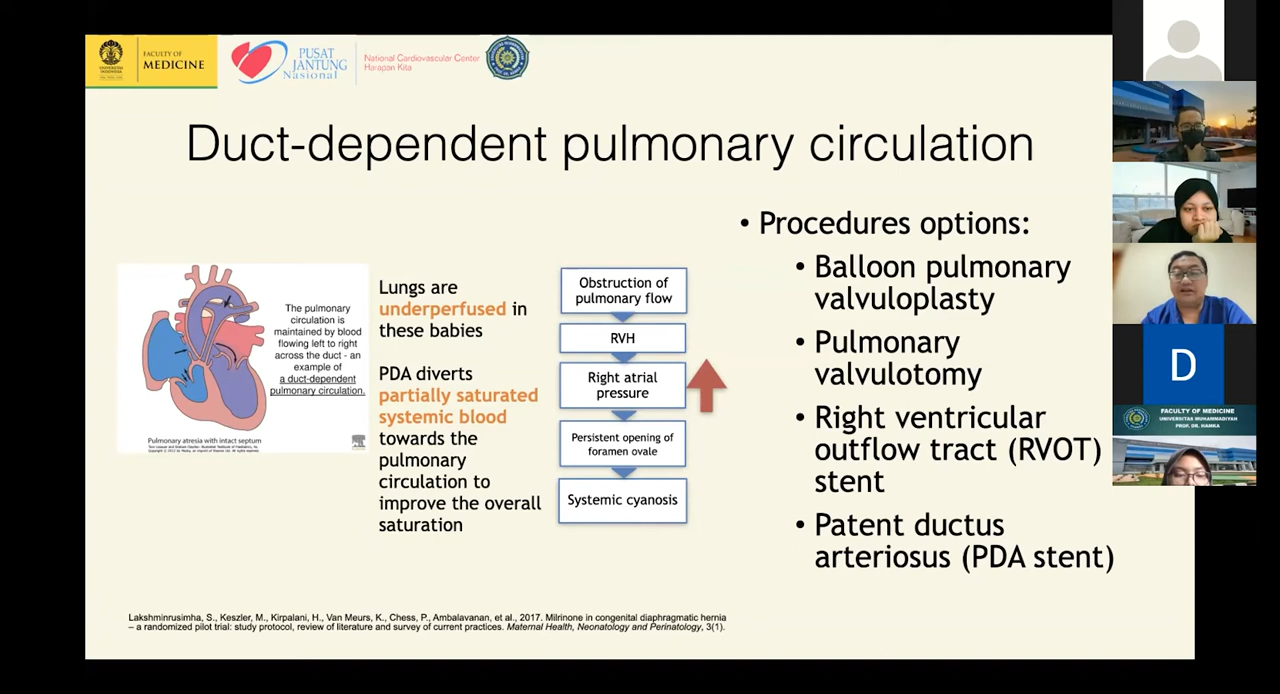 FACULTY OF
MEDICINE
PUSAT
JANTUNG
Nasional
National Cardiovascular Center
Harapan Kita
Duct-dependent pulmonary circulation
The pulmonary
circulation is
maintained by blood
flowing left to right
across the duct - an
example of
a duct-dependent
pulmonary circulation.
Pulmonary atresia with intact septum
Lungs are
underperfused in
these babies
PDA diverts
partially saturated
systemic blood
towards the
pulmonary
circulation to
improve the overall
saturation
Obstruction of
pulmonary flow
RVH
Right atrial
pressure
Persistent opening of
foramen ovale
Systemic cyanosis
• Procedures options:
• Balloon pulmonary
valvuloplasty
• Pulmonary
valvulotomy
• Right ventricular
outflow tract (RVOT)
stent
• Patent ductus
arteriosus (PDA stent)
Lakshminrusimha, S., Keszler, M., Kirpalani, H., Van Meurs, K., Chess, P., Ambalavanan, et al., 2017. Milrinone in congenital diaphragmatic hernia
– a randomized pilot trial: study protocol, review of literature and survey of current practices. Maternal Health, Neonatology and Perinatology, 3(1).
D
FACULTY OF MEDICINE
UNIVERSITAS MUHAMMADIYAH
PROF. DR. HAMKA